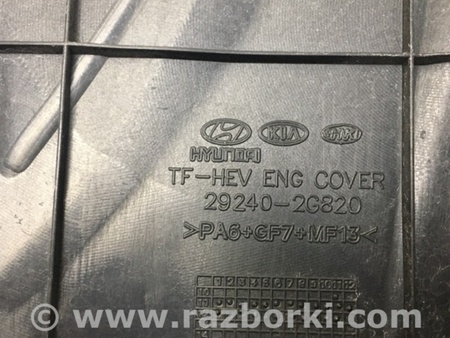 KIA
HYUNDAI
TF-HEV ENG COVER
29240-2G820
>PA6+GF7+MF13<
© www.razborki.com